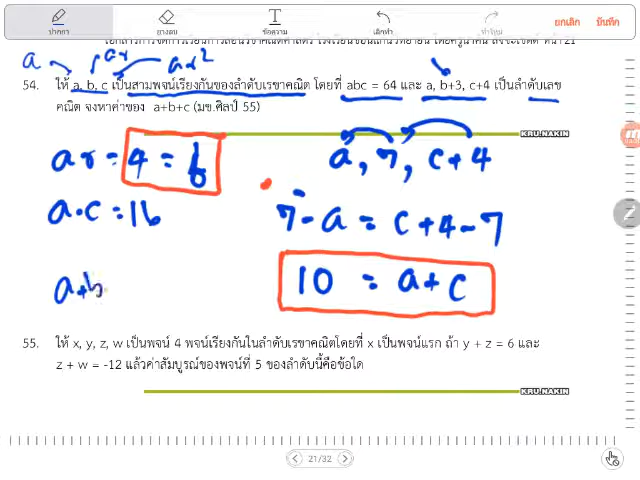 ปากกา
ยางลบ
ทำซ้ำ
เลิกทำ
ยกเลิก
บันทึก
a, ar ar²
b
54. ให้ a, b, c เป็นสามพจน์เรียงกันของลำดับเรขาคณิต โดยที่ abc = 64 และ a, b+3, c+4 เป็นลำดับเลข
คณิต จงหาค่าของ a+b+c (มข.ศิลป์ 55)
KRU.NAKIN
ar = 4 = b
a, 7, c+4
a·c = 16
7 - a = c + 4 - 7
10 = a + c
a+b
55. ให้ x, y, z, w เป็นพจน์ 4 พจน์เรียงกันในลำดับเรขาคณิตโดยที่ x เป็นพจน์แรก ถ้า y + z = 6 และ
z + w = -12 แล้วค่าสัมบูรณ์ของพจน์ที่ 5 ของลำดับนี้คือข้อใด
KRU.NAKIN
21/32